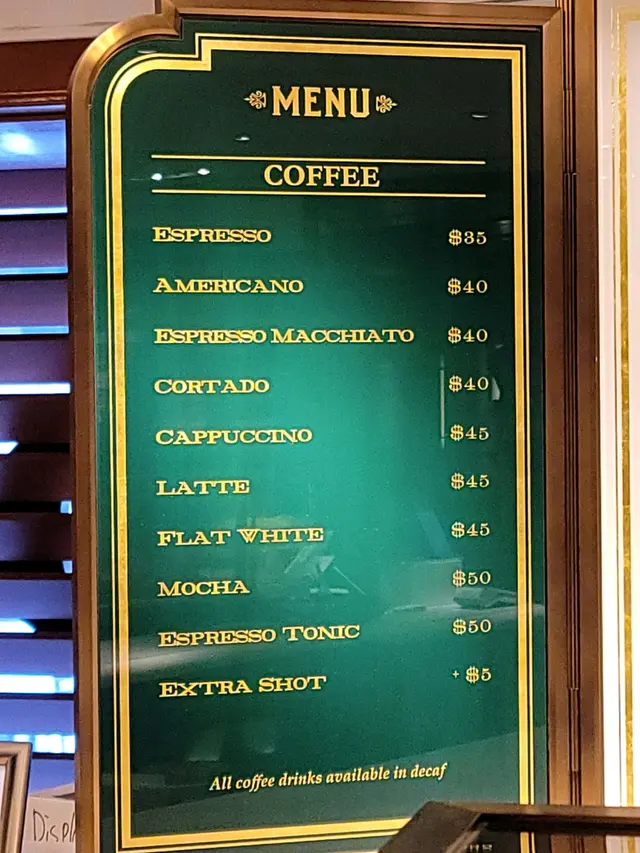 MENU
COFFEE
ESPRESSO $35
AMERICANO $40
ESPRESSO MACCHIATO $40
CORTADO $40
CAPPUCCINO $45
LATTE $45
FLAT WHITE $45
MOCHA $50
ESPRESSO TONIC $50
EXTRA SHOT + $5
All coffee drinks available in decaf